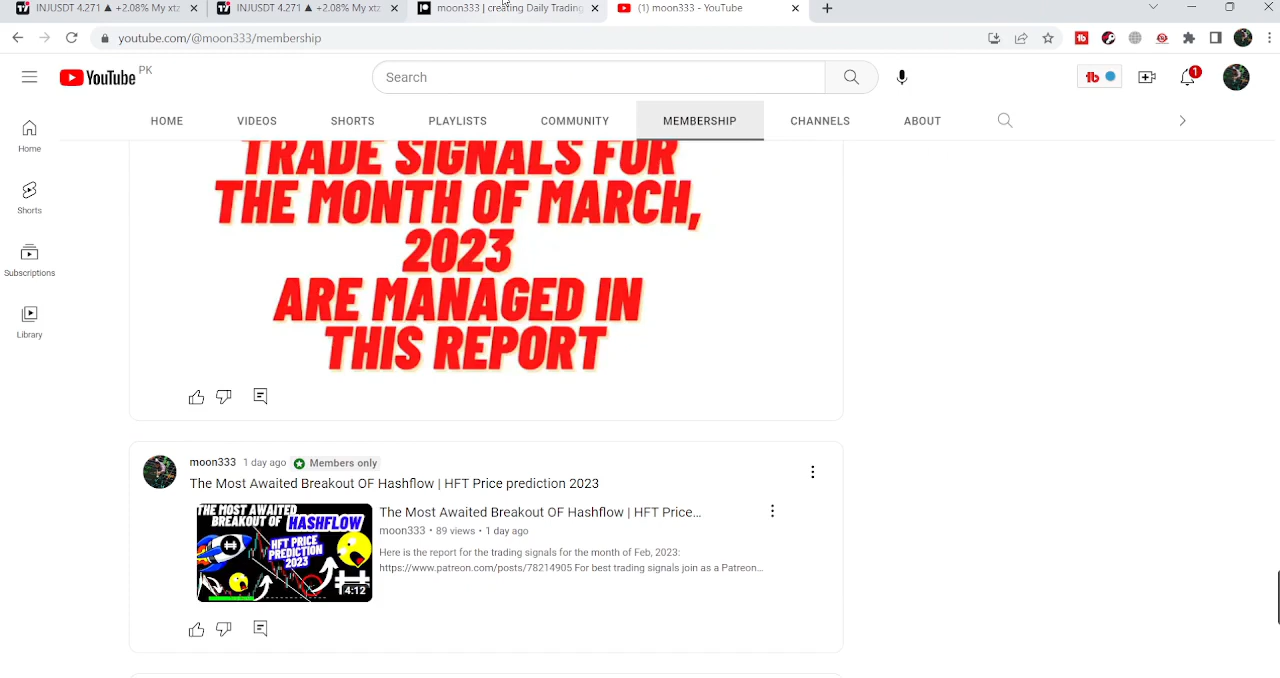 INJUSDT 4.271 ▲ +2.08% My xta
INJUSDT 4.271 ▲ +2.08% My xta
moon333 | creating Daily Trading
(1) moon333 - YouTube
youtube.com/@moon333/membership
YouTube PK
Search
1
HOME
VIDEOS
SHORTS
PLAYLISTS
COMMUNITY
MEMBERSHIP
CHANNELS
ABOUT
Home
Shorts
Subscriptions
Library
TRADE SIGNALS FOR
THE MONTH OF MARCH,
2023
ARE MANAGED IN
THIS REPORT
moon333 1 day ago Members only
The Most Awaited Breakout OF Hashflow | HFT Price prediction 2023
THE MOST AWAITED
BREAKOUT OF HASHFLOW
HFT PRICE
PREDICTION
2023
4:12
The Most Awaited Breakout OF Hashflow | HFT Price...
moon333 • 89 views • 1 day ago
Here is the report for the trading signals for the month of Feb, 2023:
https://www.patreon.com/posts/78214905 For best trading signals join as a Patreon...